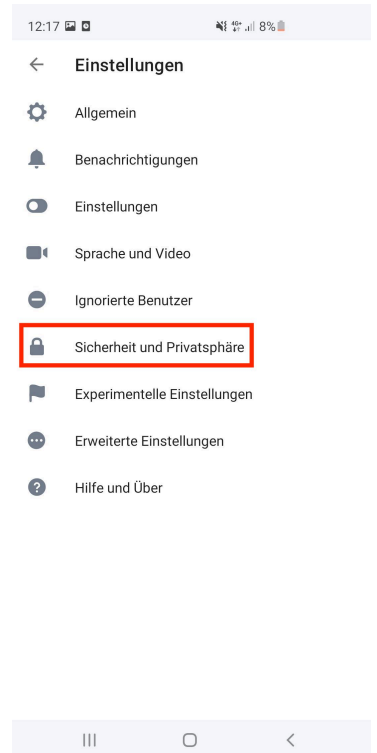 12:17 4G+ 8%
Einstellungen
Allgemein
Benachrichtigungen
Einstellungen
Sprache und Video
Ignorierte Benutzer
Sicherheit und Privatsphäre
Experimentelle Einstellungen
Erweiterte Einstellungen
Hilfe und Über